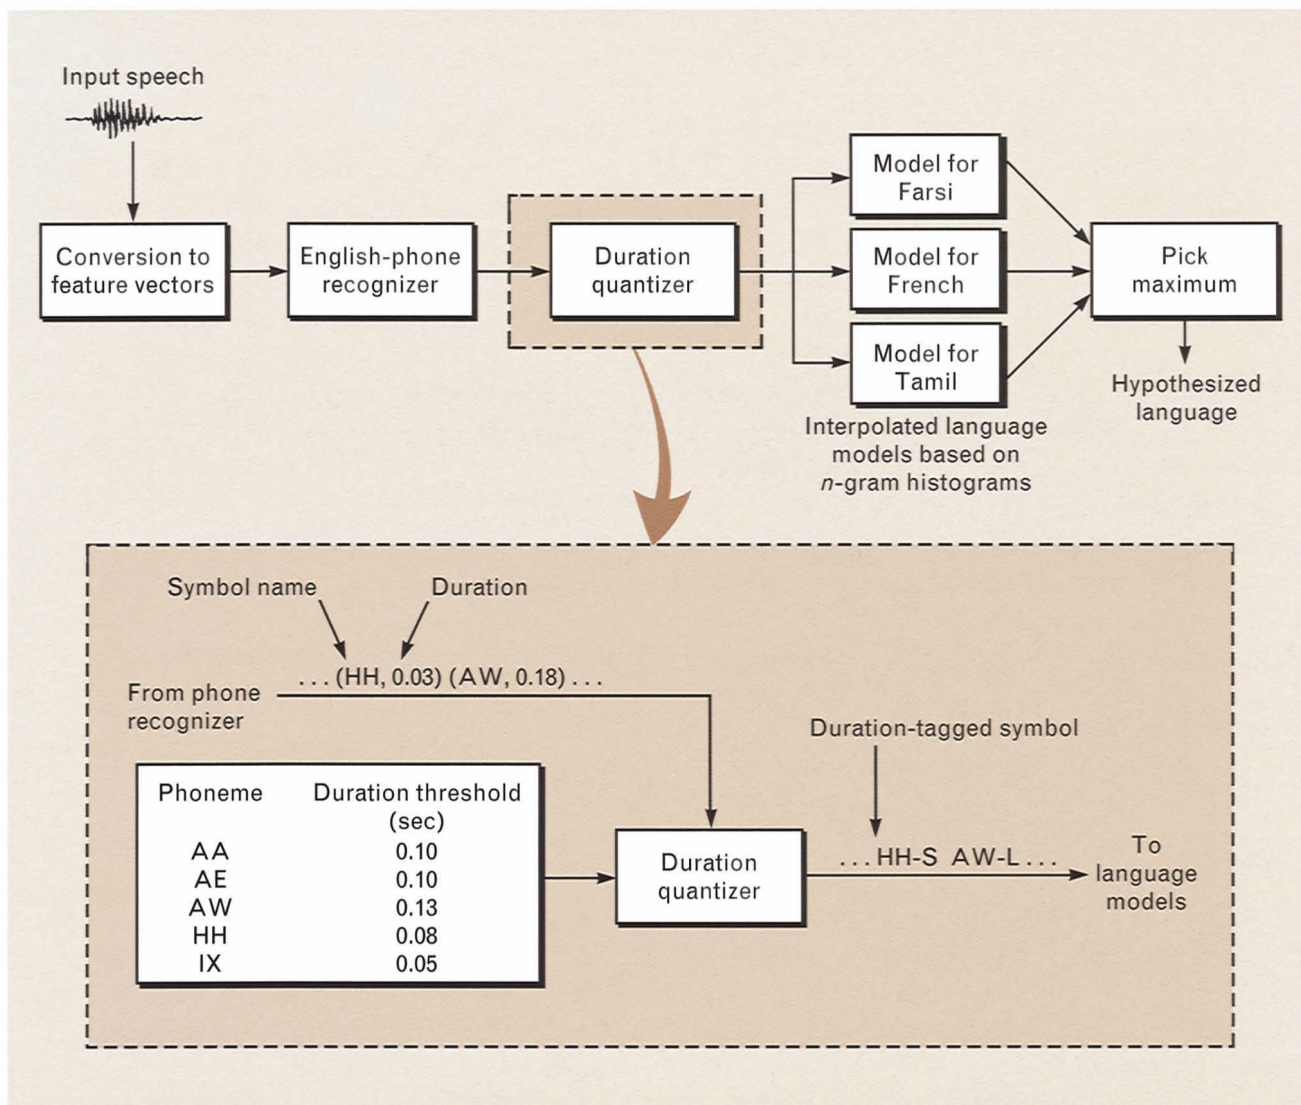 Input speech
Conversion to
feature vectors
English-phone
recognizer
Duration
quantizer
Model for
Farsi
Model for
French
Model for
Tamil
Interpolated language
models based on
n-gram histograms
Pick
maximum
Hypothesized
language
Symbol name
Duration
. . . (HH, 0.03) (AW, 0.18) . . .
From phone
recognizer
Phoneme Duration threshold
(sec)
AA 0.10
AE 0.10
AW 0.13
HH 0.08
IX 0.05
Duration
quantizer
Duration-tagged symbol
. . . HH-S AW-L . . .
To
language
models